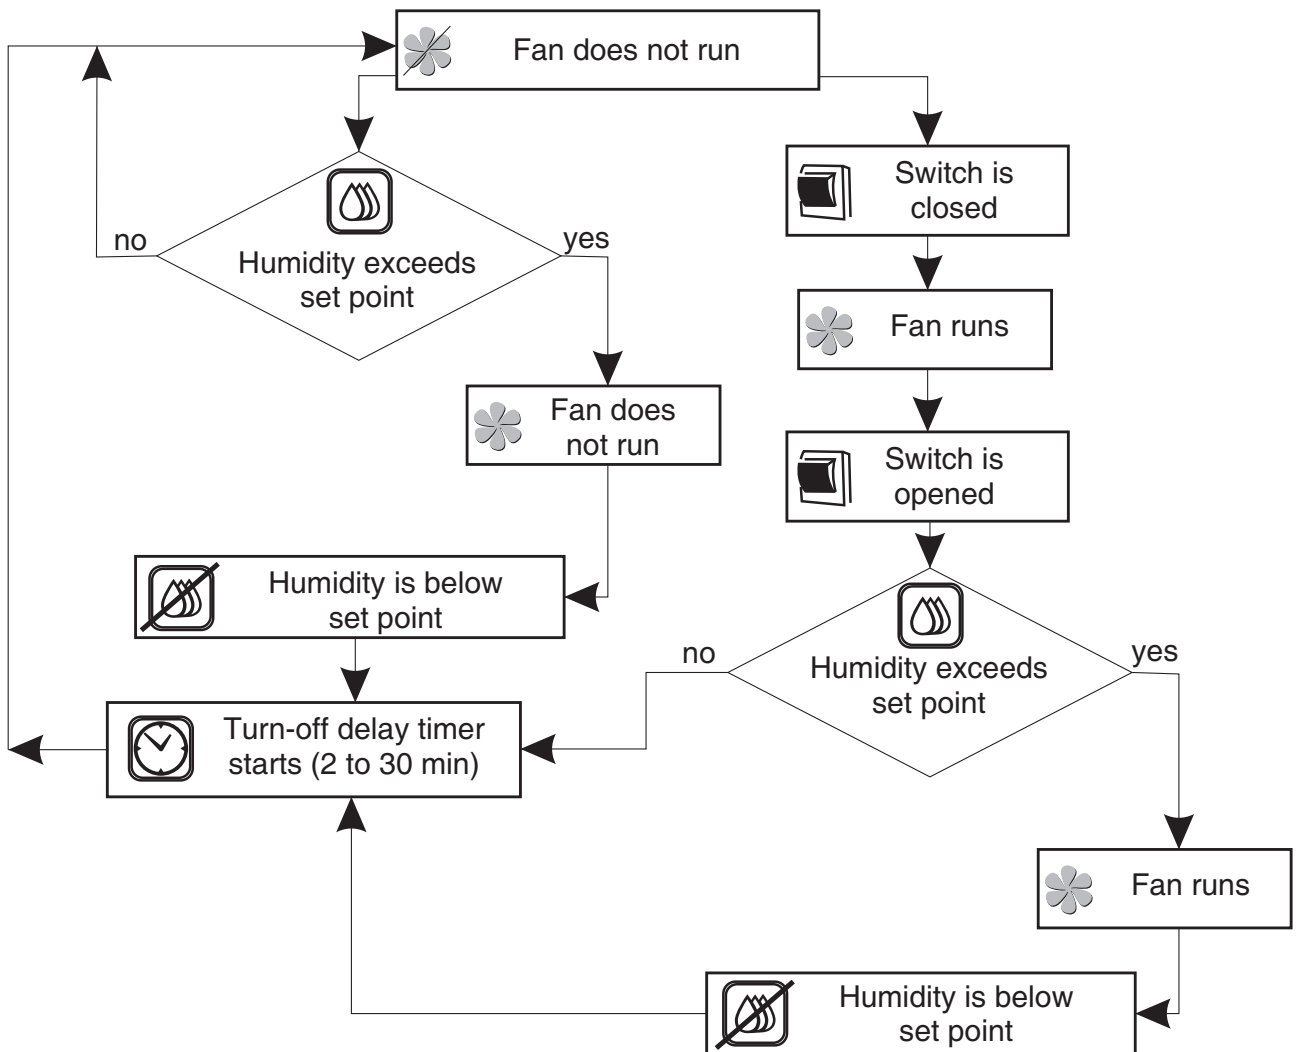 Fan does not run
Switch is
closed
no
yes
Humidity exceeds
set point
Fan runs
Fan does
not run
Switch is
opened
Humidity is below
set point
no
yes
Humidity exceeds
set point
Turn-off delay timer
starts (2 to 30 min)
Fan runs
Humidity is below
set point